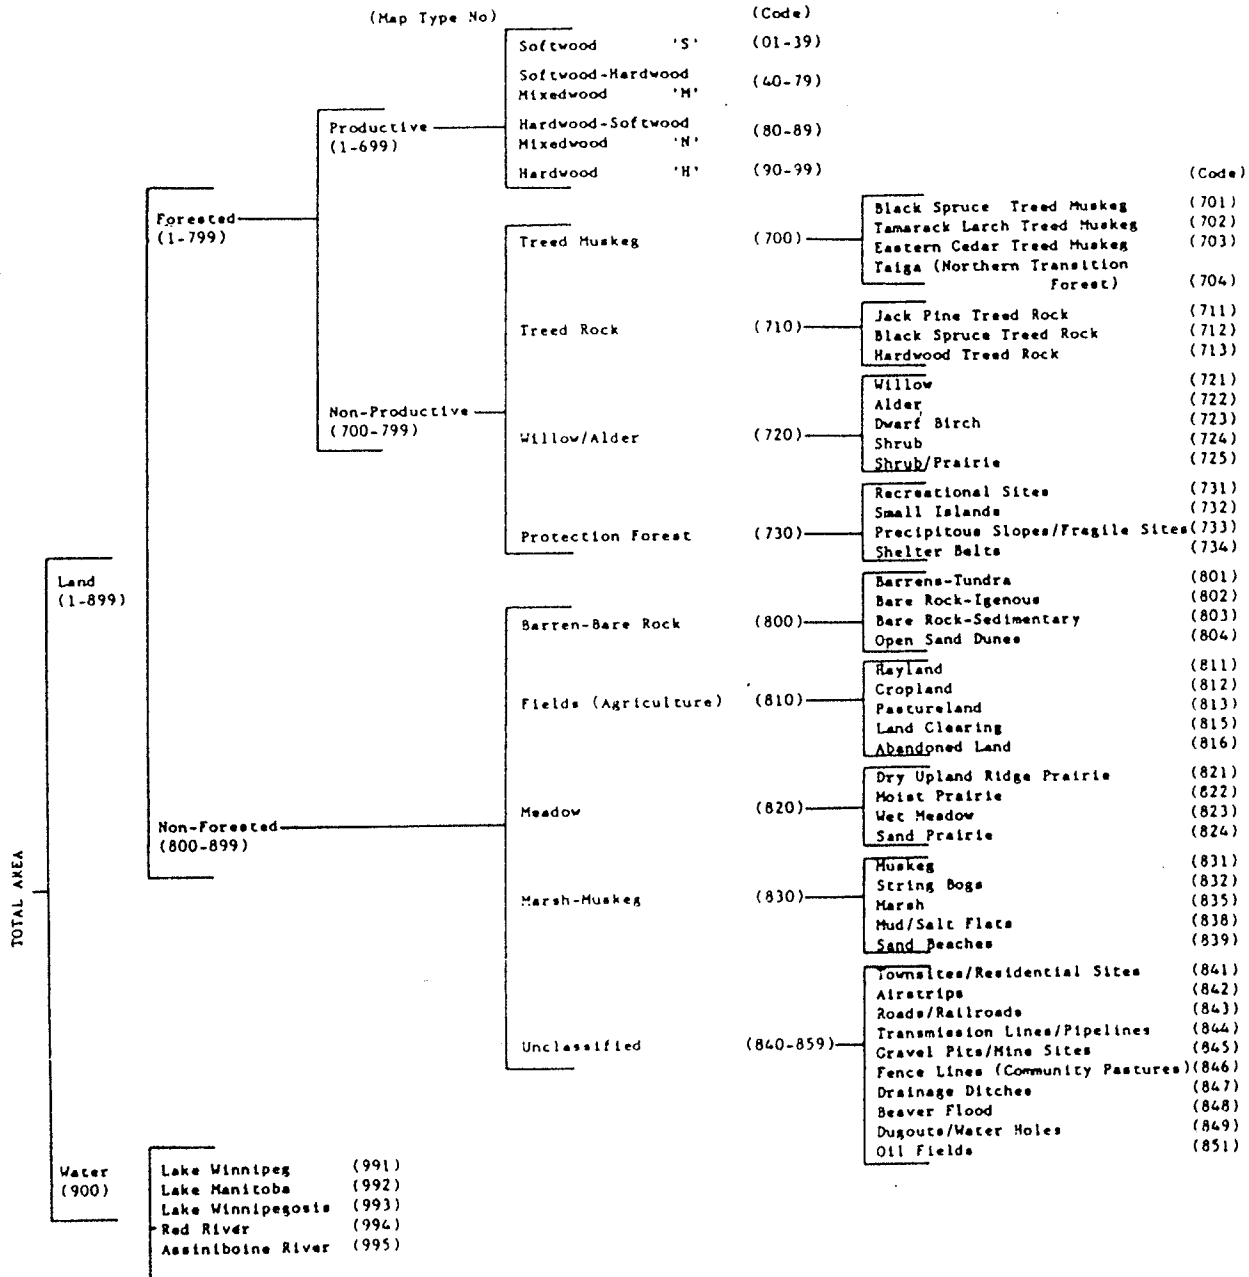 (Map Type No) (Code)
Softwood 'S' (01-39)
Softwood-Hardwood
Mixedwood 'M' (40-79)
Productive
(1-699)
Hardwood-Softwood
Mixedwood 'N' (80-89)
Hardwood 'H' (90-99)
(Code)
Forested
(1-799)
Treed Muskeg (700)
Black Spruce Treed Muskeg (701)
Tamarack Larch Treed Muskeg (702)
Eastern Cedar Treed Muskeg (703)
Taiga (Northern Transition
Forest) (704)
Treed Rock (710)
Jack Pine Treed Rock (711)
Black Spruce Treed Rock (712)
Hardwood Treed Rock (713)
Non-Productive
(700-799)
Willow/Alder (720)
Willow (721)
Alder (722)
Dwarf Birch (723)
Shrub (724)
Shrub/Prairie (725)
Protection Forest (730)
Recreational Sites (731)
Small Islands (732)
Precipitous Slopes/Fragile Sites (733)
Shelter Belts (734)
Land
(1-899)
Barren-Bare Rock (800)
Barrens-Tundra (801)
Bare Rock-Igenous (802)
Bare Rock-Sedimentary (803)
Open Sand Dunes (804)
Fields (Agriculture) (810)
Hayland (811)
Cropland (812)
Pastureland (813)
Land Clearing (815)
Abandoned Land (816)
Non-Forested
(800-899)
Meadow (820)
Dry Upland Ridge Prairie (821)
Moist Prairie (822)
Wet Meadow (823)
Sand Prairie (824)
Marsh-Muskeg (830)
Muskeg (831)
String Bogs (832)
Marsh (835)
Mud/Salt Flats (838)
Sand Beaches (839)
TOTAL AREA
Unclassified (840-859)
Townsites/Residential Sites (841)
Airstrips (842)
Roads/Railroads (843)
Transmission Lines/Pipelines (844)
Gravel Pits/Mine Sites (845)
Fence Lines (Community Pastures) (846)
Drainage Ditches (847)
Beaver Flood (848)
Dugouts/Water Holes (849)
Oil Fields (851)
Water
(900)
Lake Winnipeg (991)
Lake Manitoba (992)
Lake Winnipegosis (993)
Red River (994)
Assiniboine River (995)